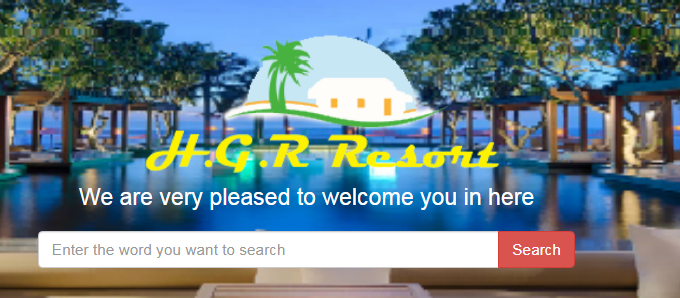 H.G.R Resort
We are very pleased to welcome you in here
Enter the word you want to search
Search